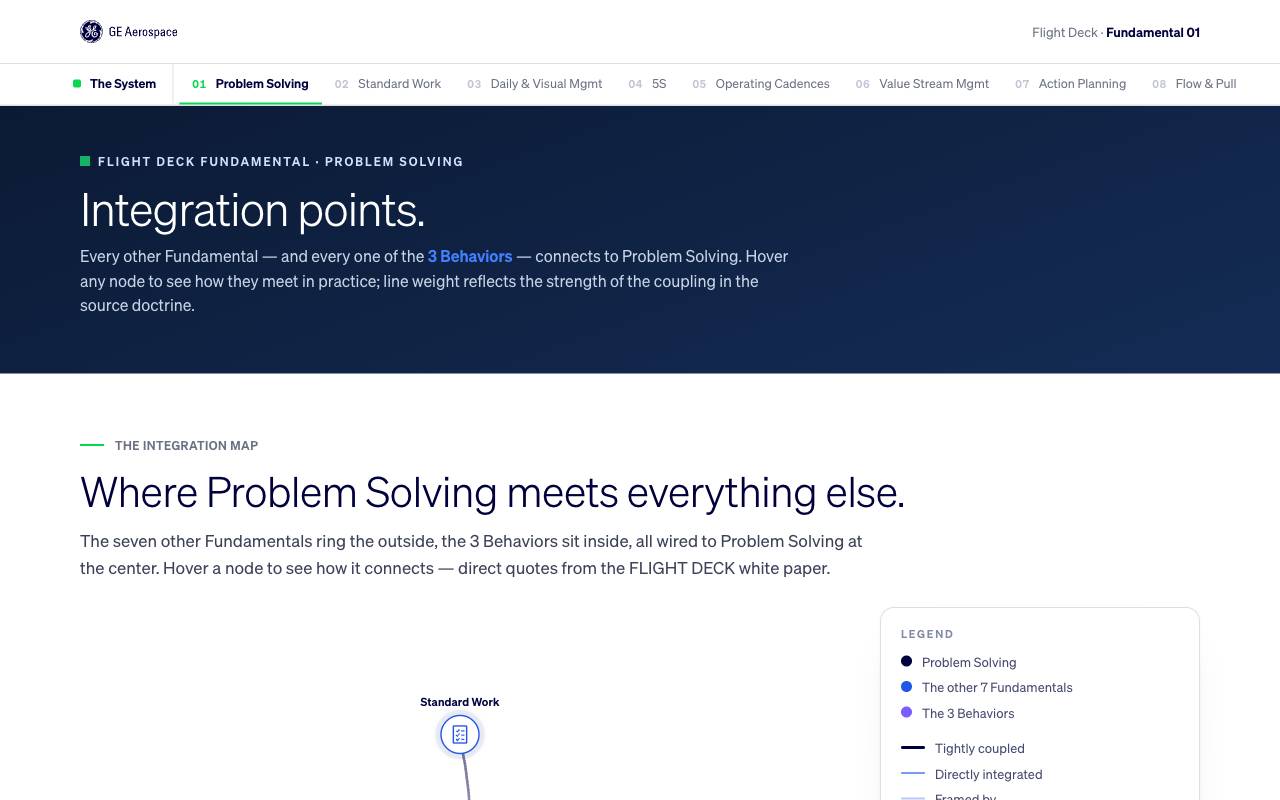 GE Aerospace
Flight Deck · Fundamental 01
The System
01 Problem Solving
02 Standard Work
03 Daily & Visual Mgmt
04 5S
05 Operating Cadences
06 Value Stream Mgmt
07 Action Planning
08 Flow & Pull
FLIGHT DECK FUNDAMENTAL · PROBLEM SOLVING
Integration points.
Every other Fundamental — and every one of the 3 Behaviors — connects to Problem Solving. Hover
any node to see how they meet in practice; line weight reflects the strength of the coupling in the
source doctrine.
THE INTEGRATION MAP
Where Problem Solving meets everything else.
The seven other Fundamentals ring the outside, the 3 Behaviors sit inside, all wired to Problem Solving at
the center. Hover a node to see how it connects — direct quotes from the FLIGHT DECK white paper.
Standard Work
LEGEND
Problem Solving
The other 7 Fundamentals
The 3 Behaviors
Tightly coupled
Directly integrated
Framed by